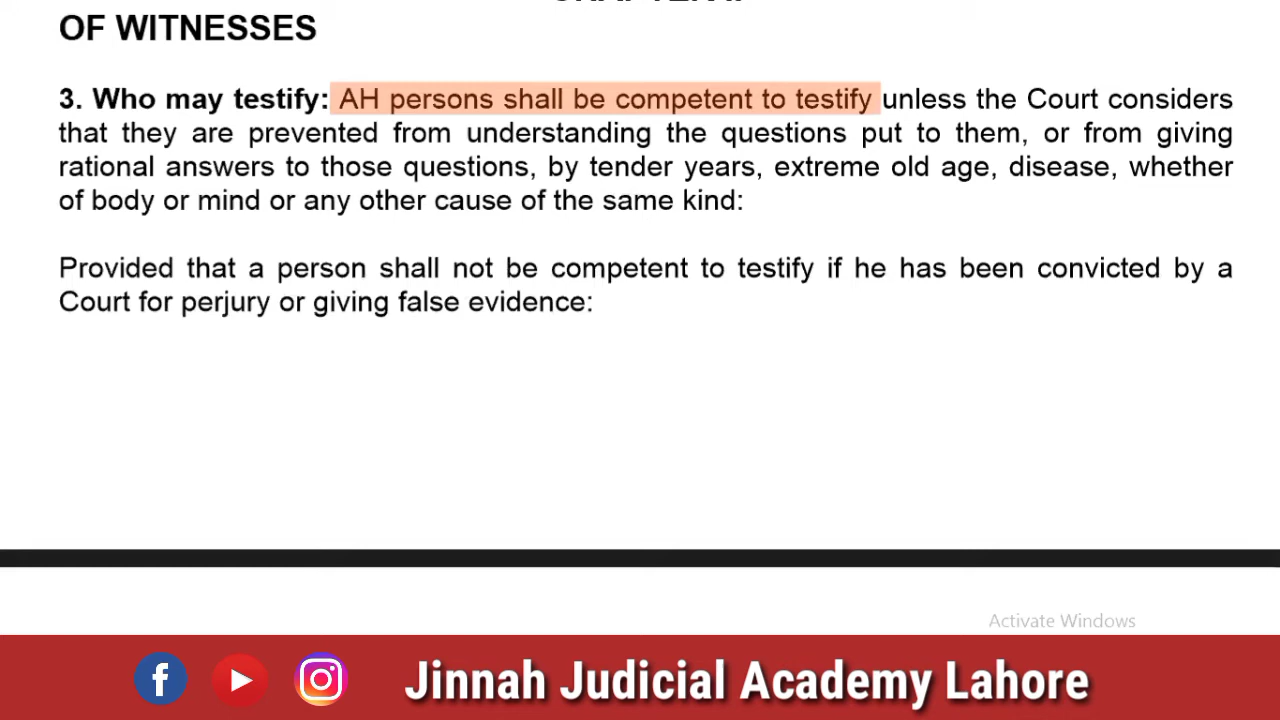 OF WITNESSES
3. Who may testify: AH persons shall be competent to testify unless the Court considers
that they are prevented from understanding the questions put to them, or from giving
rational answers to those questions, by tender years, extreme old age, disease, whether
of body or mind or any other cause of the same kind:
Provided that a person shall not be competent to testify if he has been convicted by a
Court for perjury or giving false evidence:
Activate Windows
Jinnah Judicial Academy Lahore